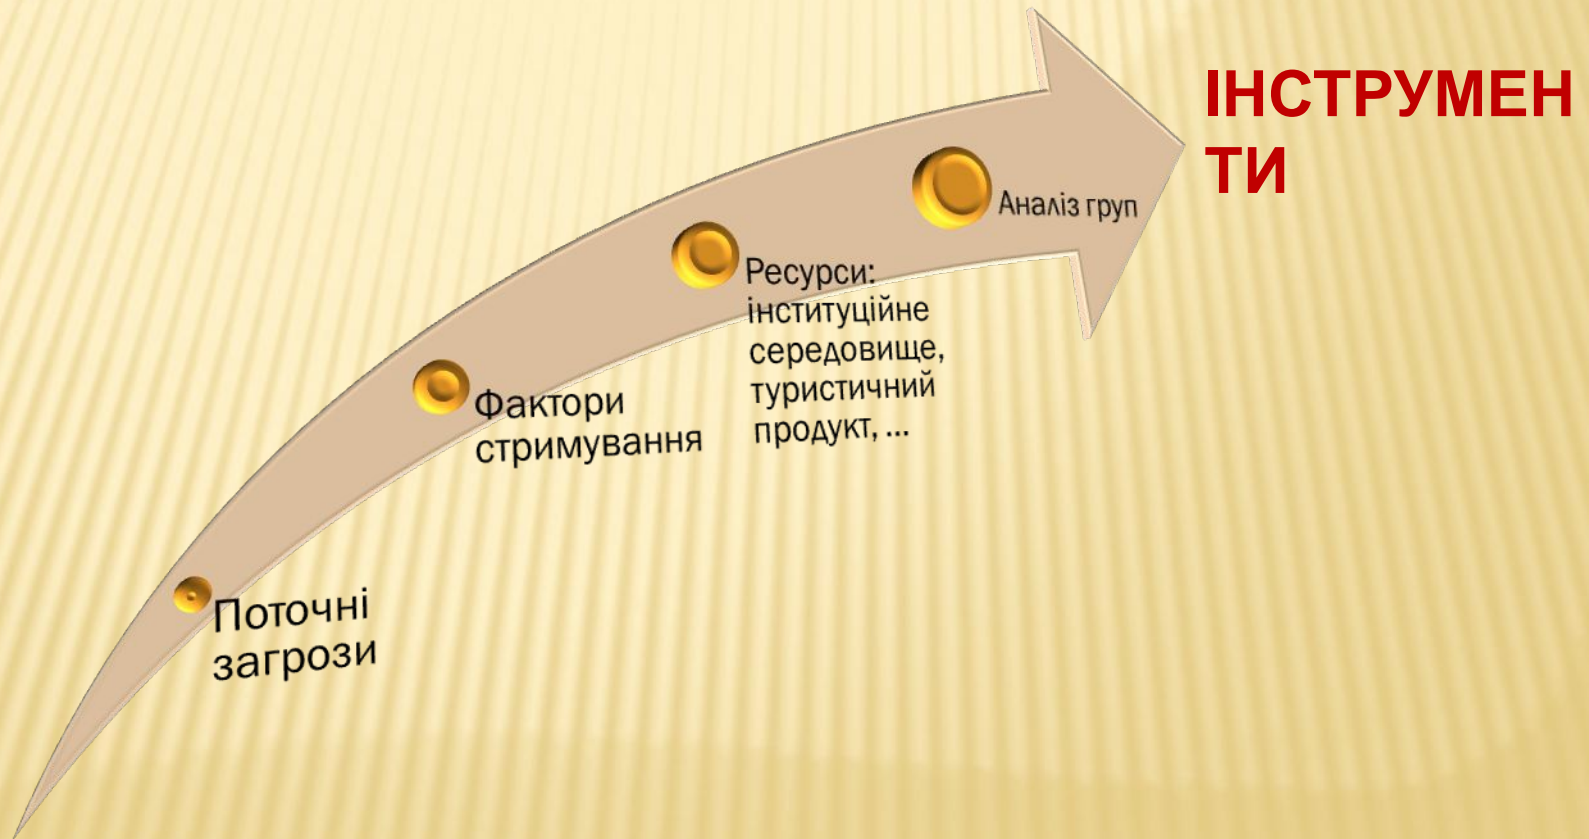 ІНСТРУМЕН
ТИ
Аналіз груп
Ресурси:
інституційне
середовище,
туристичний
продукт, ...
Фактори
стримування
Поточні
загрози